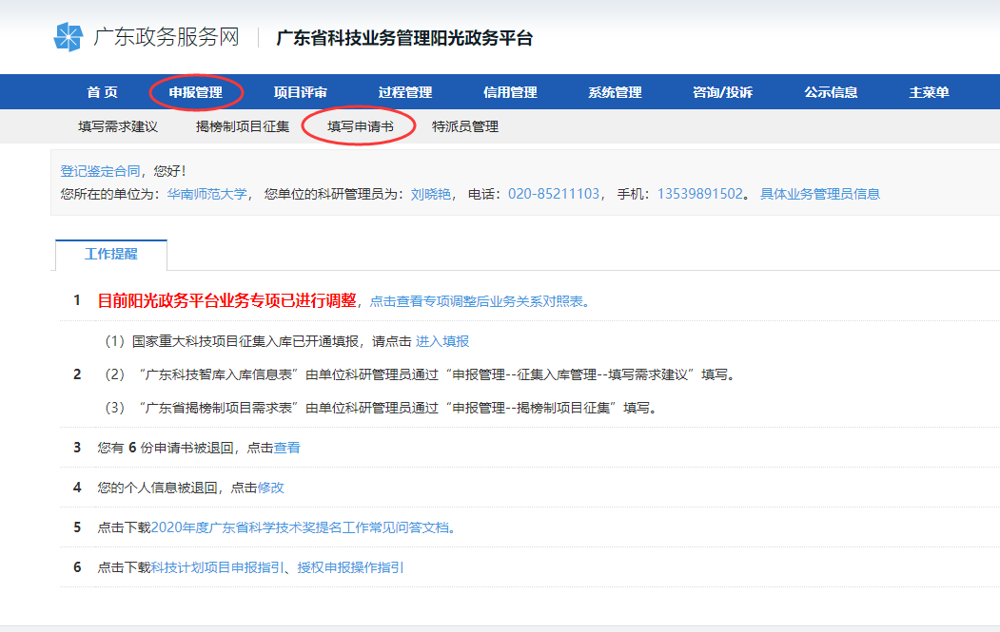 广东政务服务网 广东省科技业务管理阳光政务平台
首 页 申报管理 项目评审 过程管理 信用管理 系统管理 咨询/投诉 公示信息 主菜单
填写需求建议 揭榜制项目征集 填写申请书 特派员管理
登记鉴定合同，您好！
您所在的单位为：华南师范大学， 您单位的科研管理员为：刘晓艳， 电话：020-85211103， 手机：13539891502。 具体业务管理员信息
工作提醒
1 目前阳光政务平台业务专项已进行调整，点击查看专项调整后业务关系对照表。
（1）国家重大科技项目征集入库已开通填报，请点击 进入填报
2 （2）“广东科技智库入库信息表”由单位科研管理员通过“申报管理--征集入库管理--填写需求建议”填写。
（3）“广东省揭榜制项目需求表”由单位科研管理员通过“申报管理--揭榜制项目征集”填写。
3 您有 6 份申请书被退回，点击查看
4 您的个人信息被退回，点击修改
5 点击下载2020年度广东省科学技术奖提名工作常见问答文档。
6 点击下载科技计划项目申报指引、授权申报操作指引